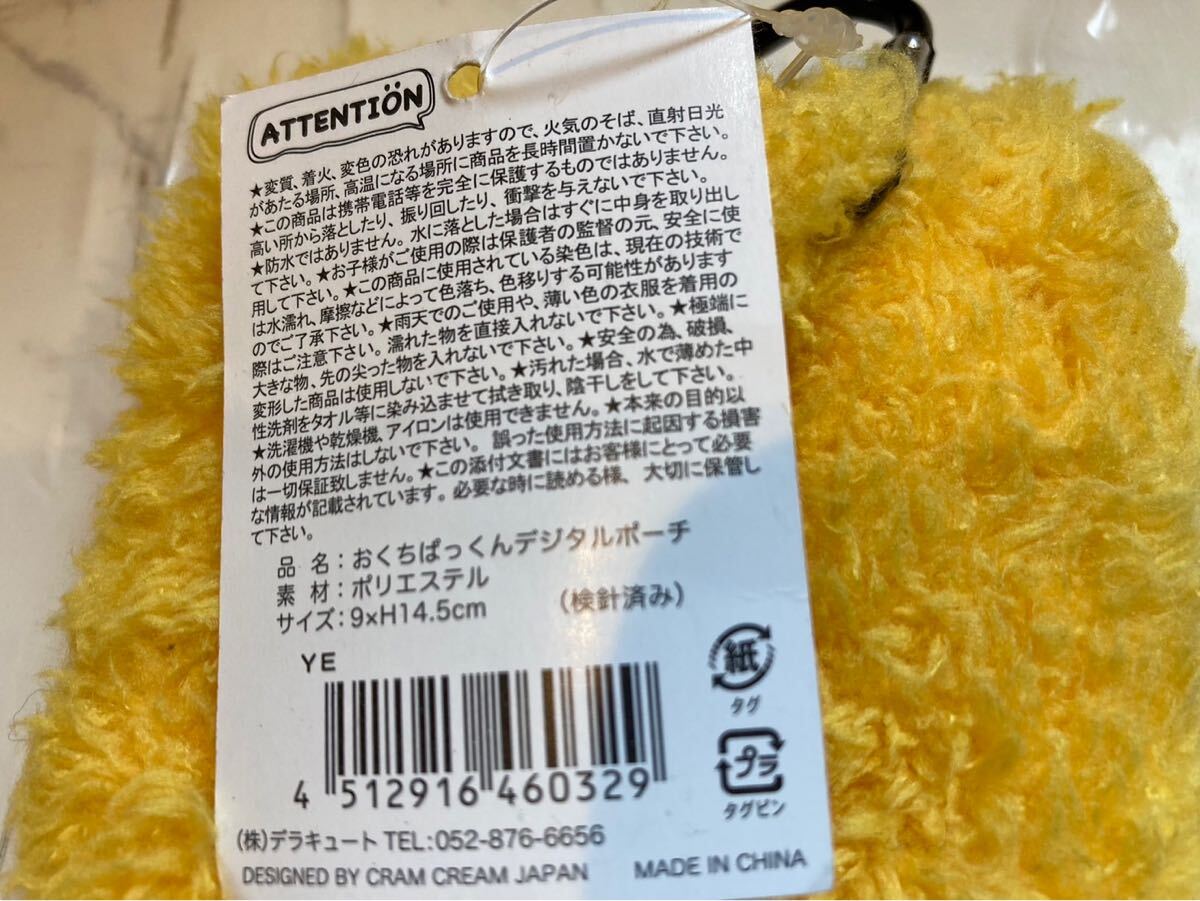 ATTENTION
★変質、着火、変色の恐れがありますので、火気のそば、直射日光
があたる場所、高温になる場所に商品を長時間置かないで下さい。
★この商品は携帯電話等を完全に保護するものではありません。
高い所から落としたり、振り回したり、衝撃を与えないで下さい。
★防水ではありません。水に落とした場合はすぐに中身を取り出し
て下さい。★お子様がご使用の際は保護者の監督の元、安全に使
用して下さい。★この商品に使用されている染色は、現在の技術で
は水濡れ、摩擦などによって色落ち、色移りする可能性があります
のでご了承下さい。★雨天でのご使用や、薄い色の衣服を着用の
際はご注意下さい。濡れた物を直接入れないで下さい。★極端に
大きな物、先の尖った物を入れないで下さい。★安全の為、破損、
変形した商品は使用しないで下さい。★汚れた場合、水で薄めた中
性洗剤をタオル等に染み込ませて拭き取り、陰干しをして下さい。
★洗濯機や乾燥機、アイロンは使用できません。★本来の目的以
外の使用方法はしないで下さい。誤った使用方法に起因する損害
は一切保証致しません。★この添付文書にはお客様にとって必要
な情報が記載されています。必要な時に読める様、大切に保管し
て下さい。
品 名：おくちぱっくんデジタルポーチ
素 材：ポリエステル
サイズ：9×H14.5cm （検針済み）
YE
紙
タグ
プラ
タグピン
4 512916 460329
(株)デラキュート TEL:052-876-6656
DESIGNED BY CRAM CREAM JAPAN MADE IN CHINA